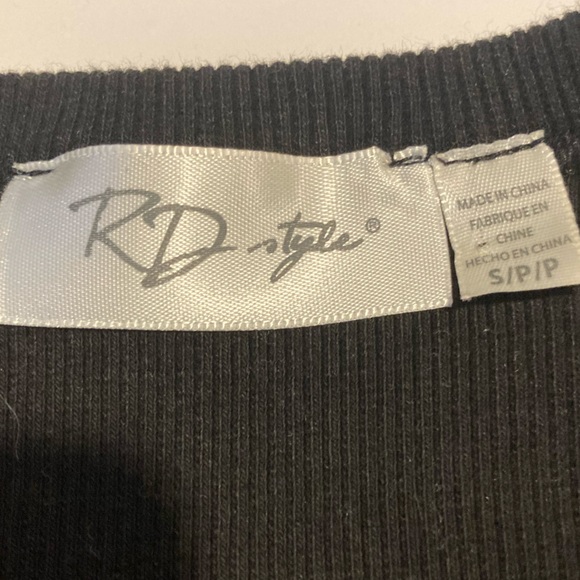 RD style®
MADE IN CHINA
FABRIQUE EN
CHINE
HECHO EN CHINA
S/P/P